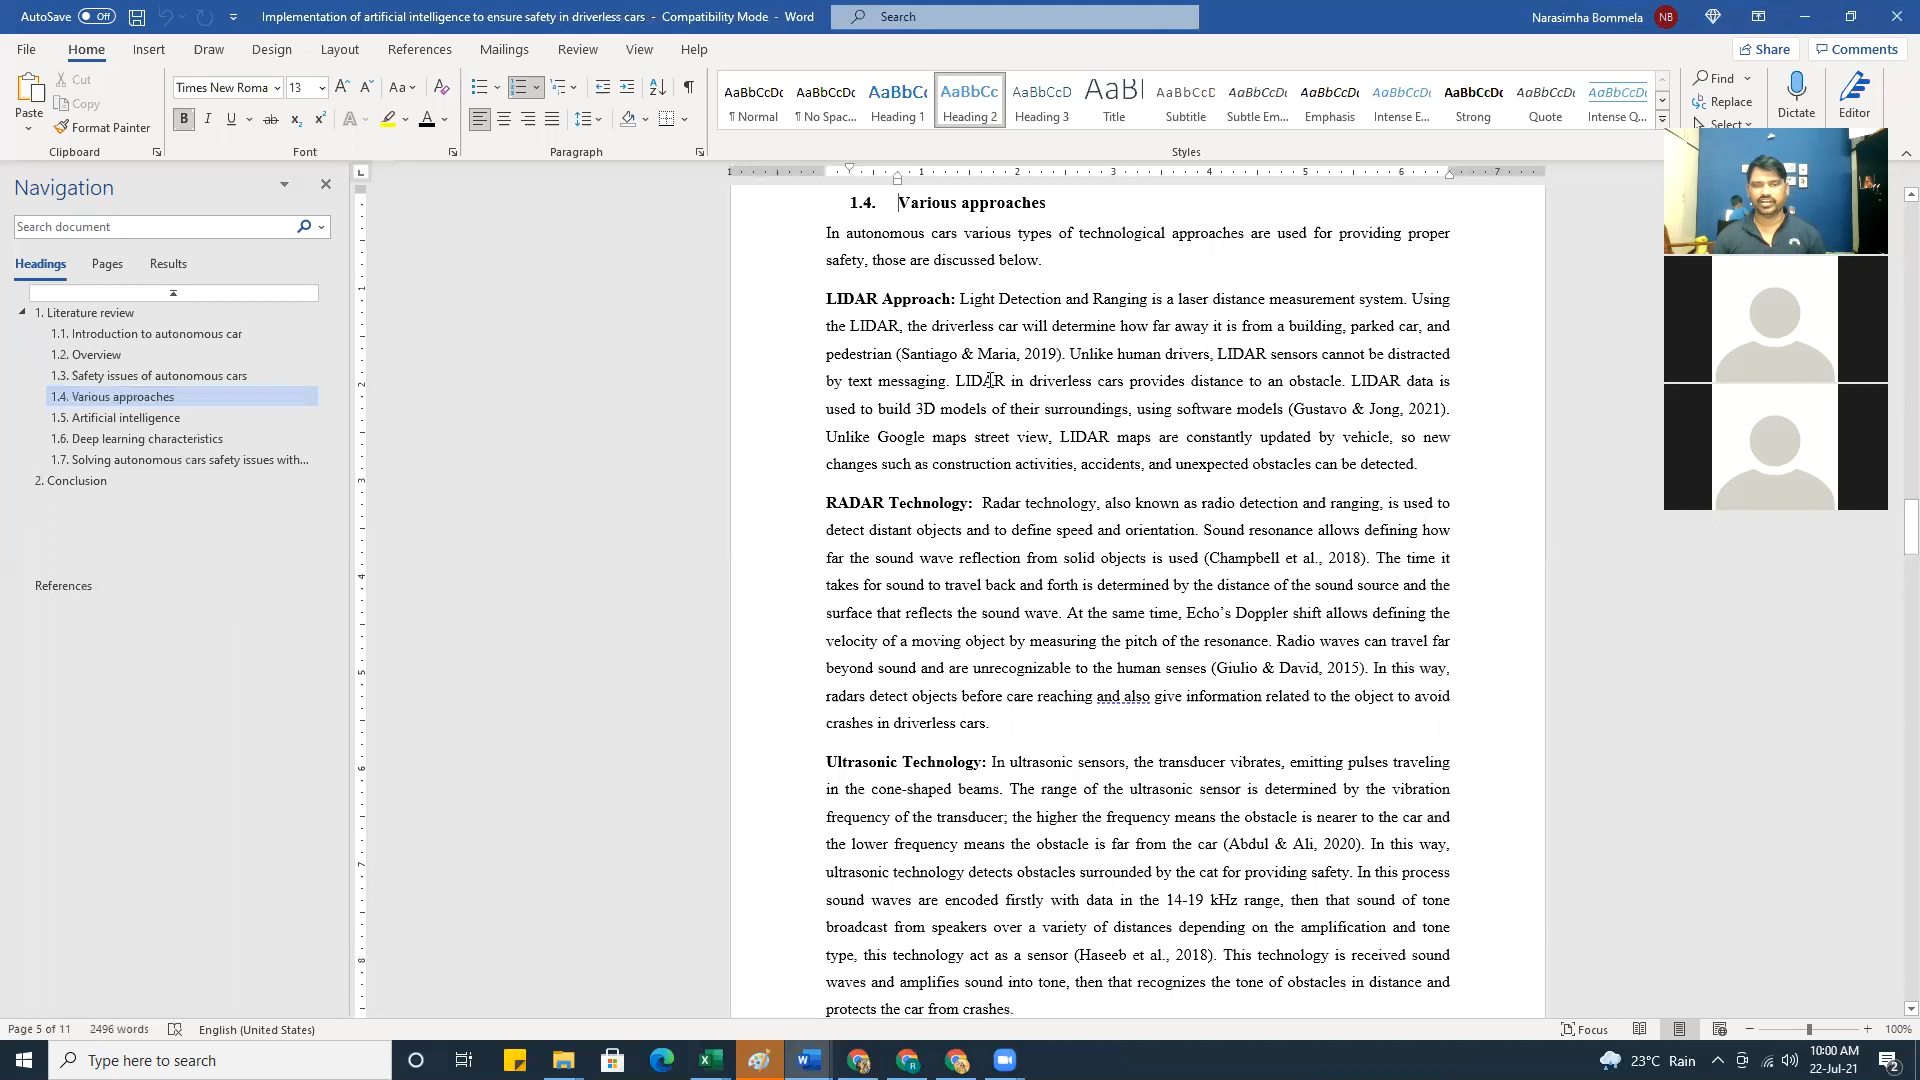 AutoSave Off Implementation of artificial intelligence to ensure safety in driverless cars - Compatibility Mode - Word Search Narasimha Bommela NB
File Home Insert Draw Design Layout References Mailings Review View Help Share Comments
Paste Cut Copy Format Painter
Clipboard
Times New Roma 13
Font
Paragraph
AaBbCcDc ¶ Normal
AaBbCcDc ¶ No Spac...
AaBbCc Heading 1
AaBbCc Heading 2
AaBbCcD Heading 3
AaBl Title
AaBbCcD Subtitle
AaBbCcDc Subtle Em...
AaBbCcDc Emphasis
AaBbCcDc Intense E...
AaBbCcDc Strong
AaBbCcDc Quote
AaBbCcDc Intense Q...
Styles
Find
Replace
Select
Dictate
Editor
Navigation
Search document
Headings Pages Results
1. Literature review
1.1. Introduction to autonomous car
1.2. Overview
1.3. Safety issues of autonomous cars
1.4. Various approaches
1.5. Artificial intelligence
1.6. Deep learning characteristics
1.7. Solving autonomous cars safety issues with...
2. Conclusion
References
1.4. Various approaches
In autonomous cars various types of technological approaches are used for providing proper
safety, those are discussed below.
LIDAR Approach: Light Detection and Ranging is a laser distance measurement system. Using
the LIDAR, the driverless car will determine how far away it is from a building, parked car, and
pedestrian (Santiago & Maria, 2019). Unlike human drivers, LIDAR sensors cannot be distracted
by text messaging. LIDAR in driverless cars provides distance to an obstacle. LIDAR data is
used to build 3D models of their surroundings, using software models (Gustavo & Jong, 2021).
Unlike Google maps street view, LIDAR maps are constantly updated by vehicle, so new
changes such as construction activities, accidents, and unexpected obstacles can be detected.
RADAR Technology: Radar technology, also known as radio detection and ranging, is used to
detect distant objects and to define speed and orientation. Sound resonance allows defining how
far the sound wave reflection from solid objects is used (Champbell et al., 2018). The time it
takes for sound to travel back and forth is determined by the distance of the sound source and the
surface that reflects the sound wave. At the same time, Echo's Doppler shift allows defining the
velocity of a moving object by measuring the pitch of the resonance. Radio waves can travel far
beyond sound and are unrecognizable to the human senses (Giulio & David, 2015). In this way,
radars detect objects before care reaching and also give information related to the object to avoid
crashes in driverless cars.
Ultrasonic Technology: In ultrasonic sensors, the transducer vibrates, emitting pulses traveling
in the cone-shaped beams. The range of the ultrasonic sensor is determined by the vibration
frequency of the transducer; the higher the frequency means the obstacle is nearer to the car and
the lower frequency means the obstacle is far from the car (Abdul & Ali, 2020). In this way,
ultrasonic technology detects obstacles surrounded by the cat for providing safety. In this process
sound waves are encoded firstly with data in the 14-19 kHz range, then that sound of tone
broadcast from speakers over a variety of distances depending on the amplification and tone
type, this technology act as a sensor (Haseeb et al., 2018). This technology is received sound
waves and amplifies sound into tone, then that recognizes the tone of obstacles in distance and
protects the car from crashes.
Page 5 of 11 2496 words English (United States) Focus 100%
Type here to search 23°C Rain 10:00 AM
22-Jul-21 2